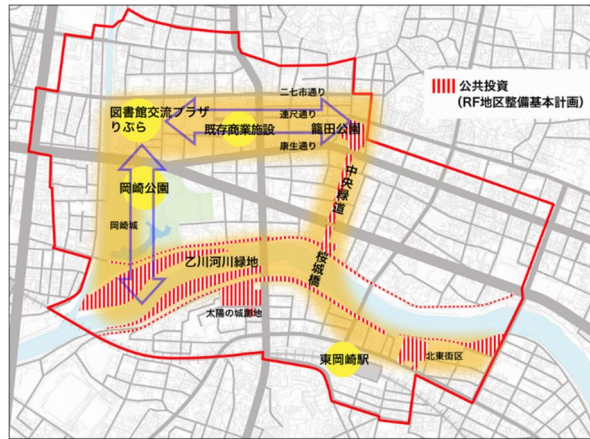 二七市通り
公共投資
(RF地区整備基本計画)
図書館交流プラザ
りぶら
連尺通り
既存商業施設
籠田公園
康生通り
中央緑道
岡崎公園
岡崎城
乙川河川緑地
桜城橋
太陽の城跡地
東岡崎駅
北東街区